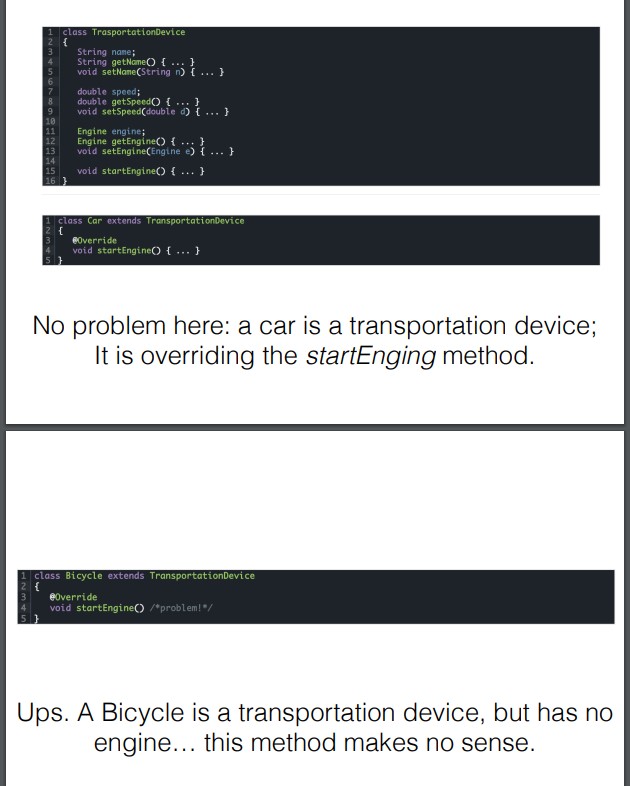 1 class TrasportationDevice
2 {
3 String name;
4 String getName() { ... }
5 void setName(String n) { ... }
6
7 double speed;
8 double getSpeed() { ... }
9 void setSpeed(double d) { ... }
10
11 Engine engine;
12 Engine getEngine() { ... }
13 void setEngine(Engine e) { ... }
14
15 void startEngine() { ... }
16 }
1 class Car extends TransportationDevice
2 {
3 @Override
4 void startEngine() { ... }
5 }
No problem here: a car is a transportation device;
It is overriding the startEnging method.
1 class Bicycle extends TransportationDevice
2 {
3 @Override
4 void startEngine() /*problem!*/
5 }
Ups. A Bicycle is a transportation device, but has no
engine... this method makes no sense.